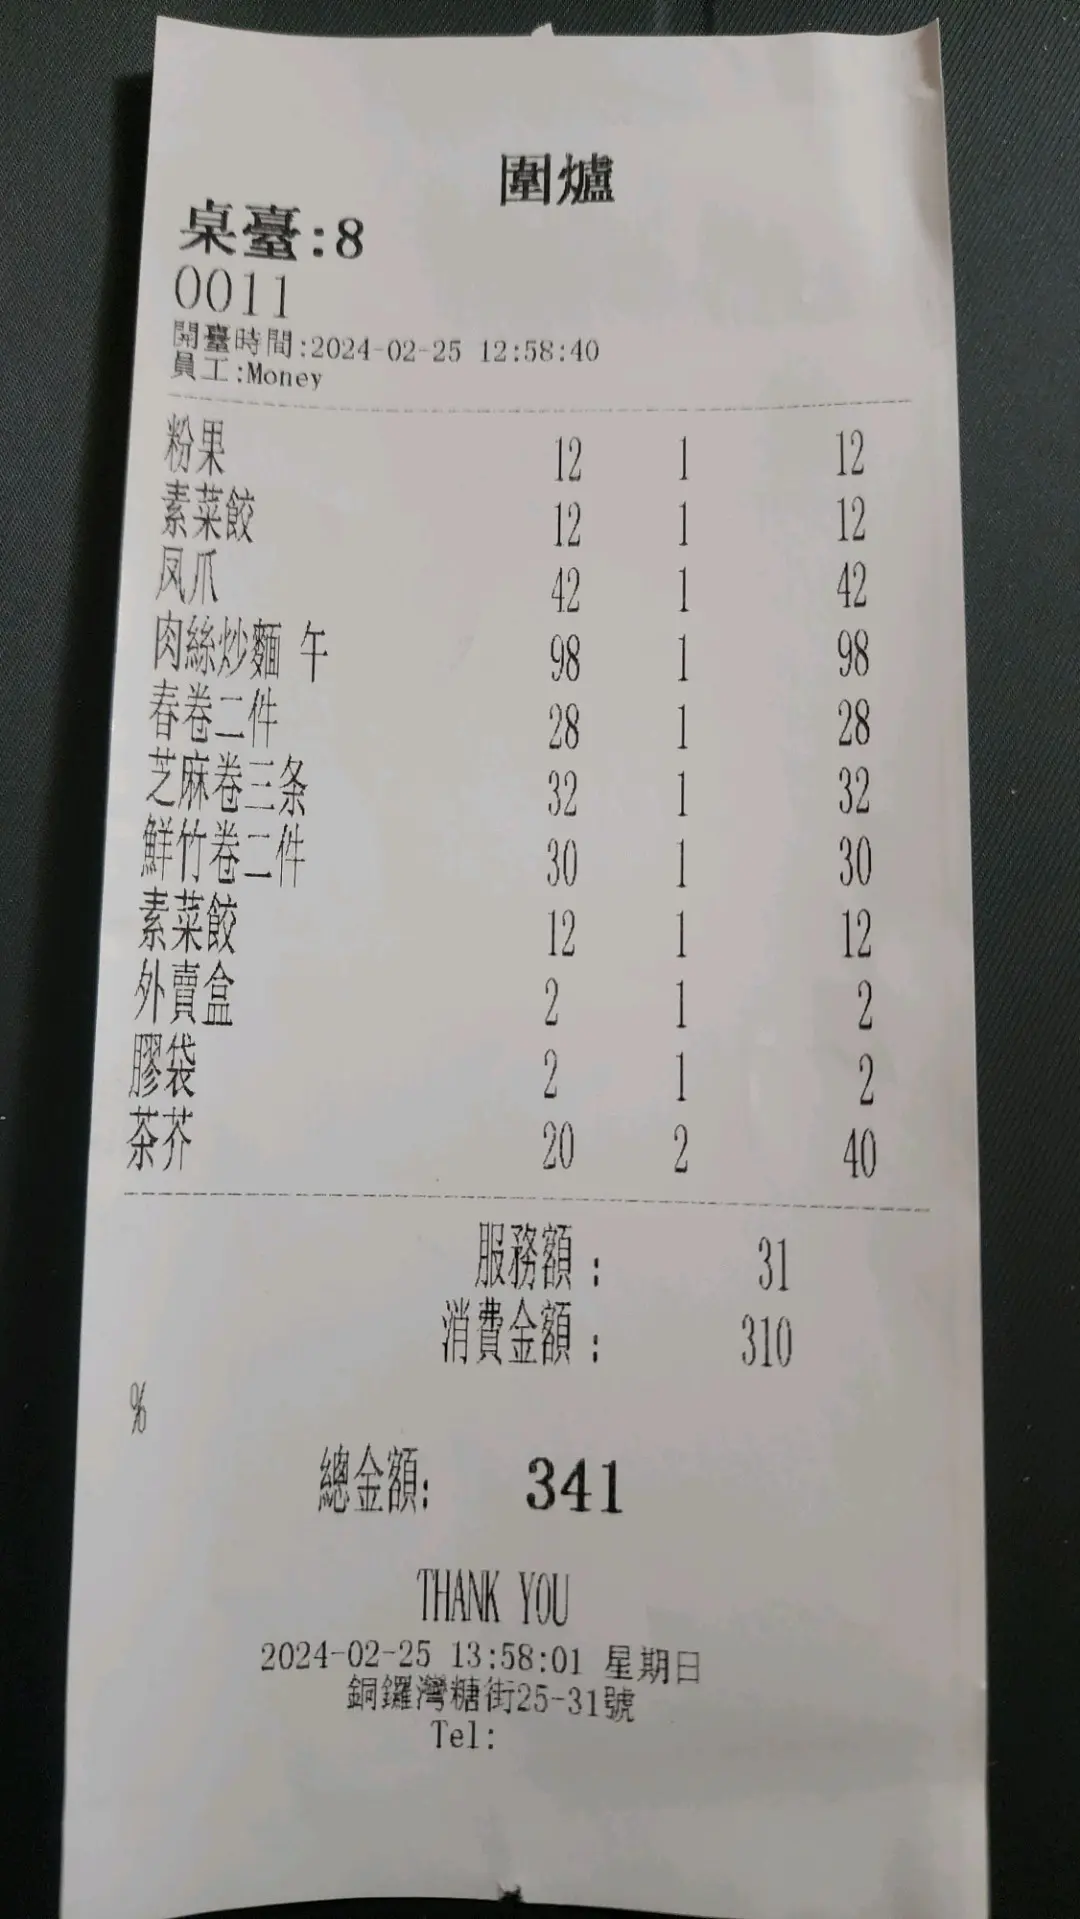 圍爐
桌臺:8
0011
開臺時間:2024-02-25 12:58:40
員工:Money
粉果 12 1 12
素菜餃 12 1 12
凤爪 42 1 42
肉絲炒麵 午 98 1 98
春卷二件 28 1 28
芝麻卷三条 32 1 32
鮮竹卷二件 30 1 30
素菜餃 12 1 12
外賣盒 2 1 2
膠袋 2 1 2
茶芥 20 2 40
服務額： 31
消費金額： 310
%
總金額: 341
THANK YOU
2024-02-25 13:58:01 星期日
銅鑼灣糖街25-31號
Tel: